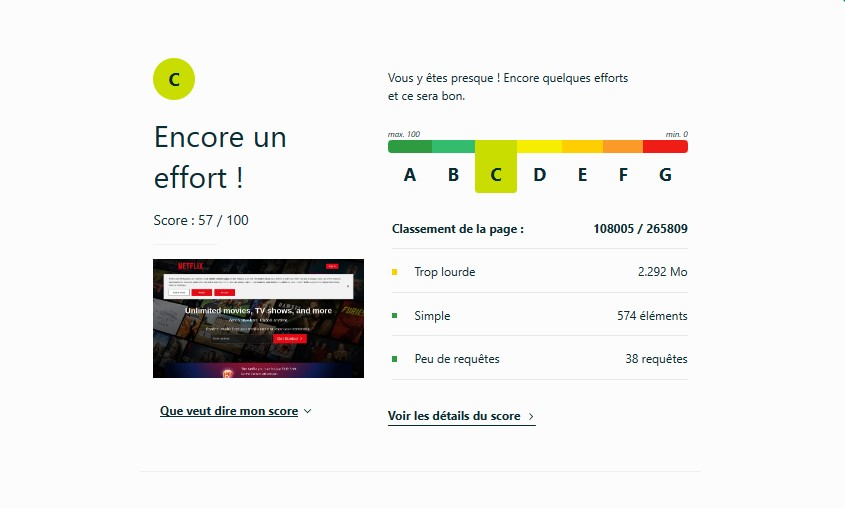 C
Encore un
effort !
Score : 57 / 100
NETFLIX
Unlimited movies, TV shows, and more
Get Started
Que veut dire mon score
Vous y êtes presque ! Encore quelques efforts
et ce sera bon.
max. 100 min. 0
A B C D E F G
Classement de la page : 108005 / 265809
Trop lourde 2.292 Mo
Simple 574 éléments
Peu de requêtes 38 requêtes
Voir les détails du score